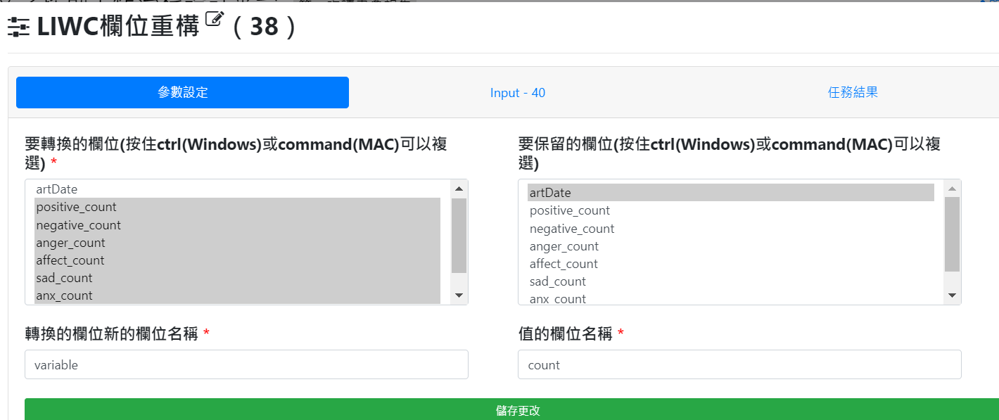 LIWC欄位重構 ( 38 )
參數設定
Input - 40
任務結果
要轉換的欄位(按住ctrl(Windows)或command(MAC)可以複
選) *
artDate
positive_count
negative_count
anger_count
affect_count
sad_count
anx_count
要保留的欄位(按住ctrl(Windows)或command(MAC)可以複
選)
artDate
positive_count
negative_count
anger_count
affect_count
sad_count
anx_count
轉換的欄位新的欄位名稱 *
variable
值的欄位名稱 *
count
儲存更改